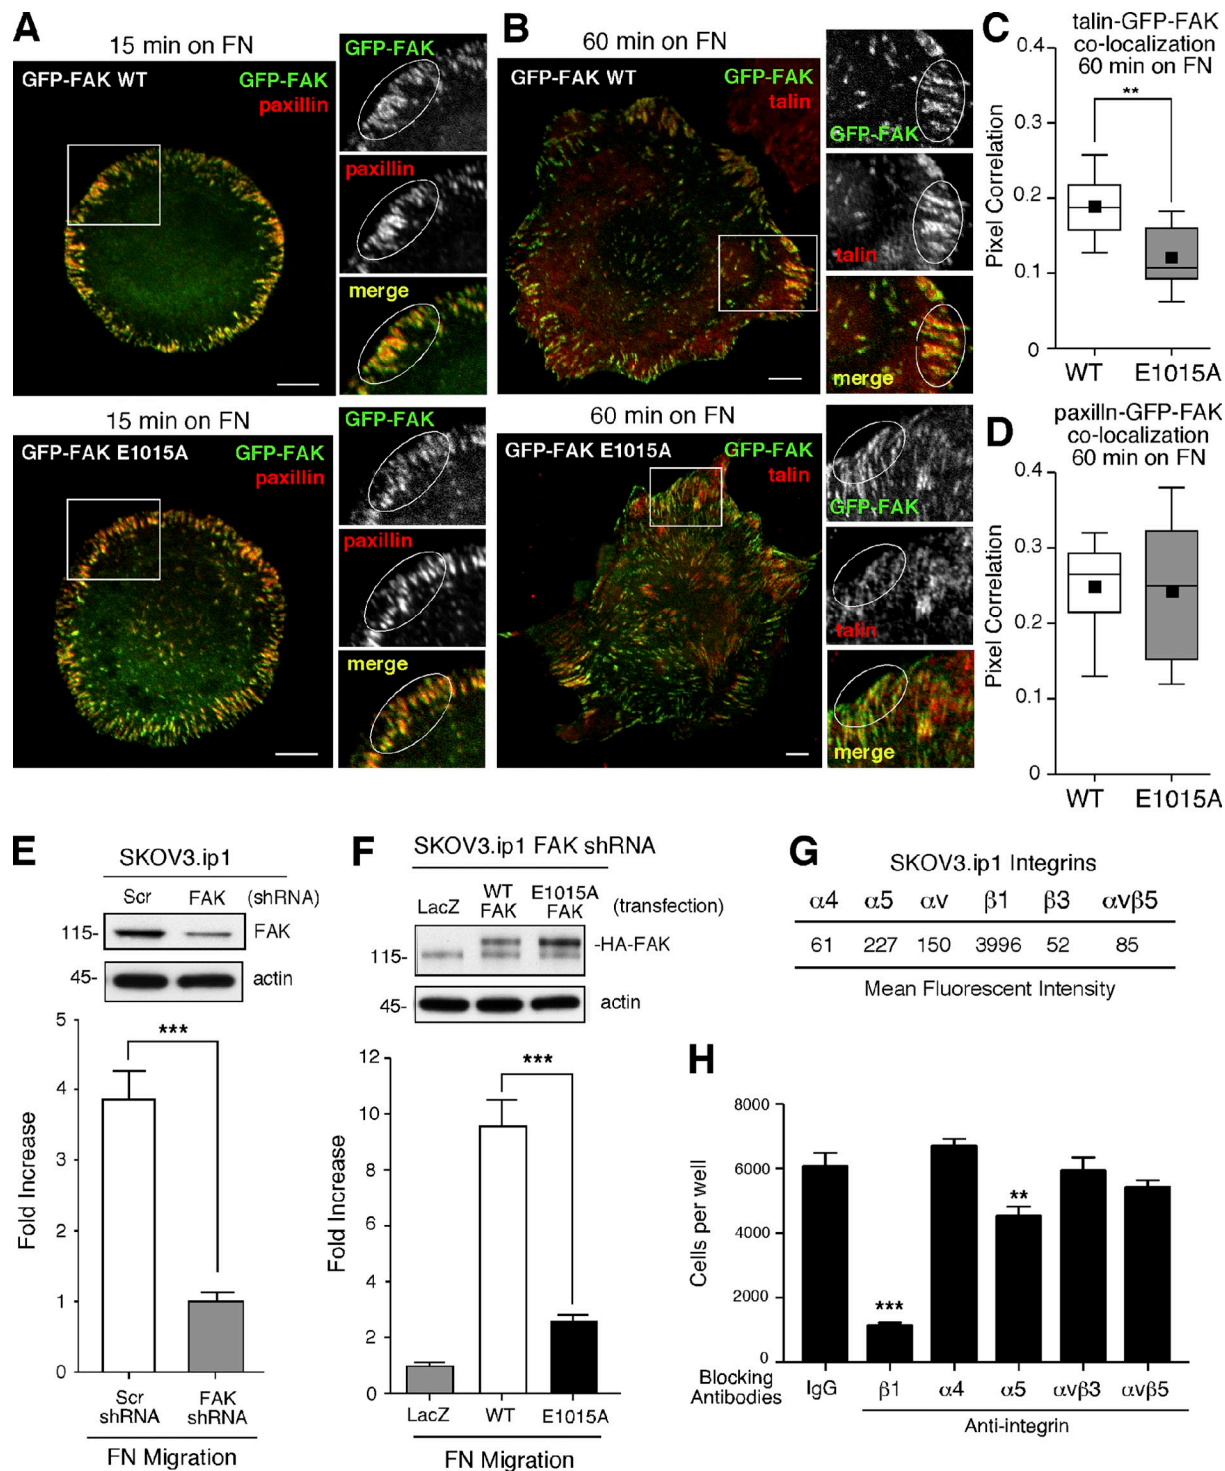 A
15 min on FN
GFP-FAK WT
GFP-FAK
paxillin
GFP-FAK
paxillin
merge
15 min on FN
GFP-FAK E1015A
GFP-FAK
paxillin
GFP-FAK
paxillin
merge
B
60 min on FN
GFP-FAK WT
GFP-FAK
talin
GFP-FAK
talin
merge
60 min on FN
GFP-FAK E1015A
GFP-FAK
talin
GFP-FAK
talin
merge
C
talin-GFP-FAK
co-localization
60 min on FN
Pixel Correlation
0.4
0.3
0.2
0.1
0
**
WT E1015A
D
paxilln-GFP-FAK
co-localization
60 min on FN
Pixel Correlation
0.4
0.3
0.2
0.1
0
WT E1015A
E
SKOV3.ip1
Scr FAK (shRNA)
115- FAK
45- actin
Fold Increase
5
4
3
2
1
0
***
Scr shRNA
FAK shRNA
FN Migration
F
SKOV3.ip1 FAK shRNA
LacZ WT FAK E1015A FAK (transfection)
115- -HA-FAK
45- actin
Fold Increase
12
10
8
6
4
2
0
***
LacZ WT E1015A
FN Migration
G
SKOV3.ip1 Integrins
α4 α5 αv β1 β3 αvβ5
61 227 150 3996 52 85
Mean Fluorescent Intensity
H
Cells per well
8000
6000
4000
2000
0
***
**
Blocking Antibodies
IgG β1 α4 α5 αvβ3 αvβ5
Anti-integrin